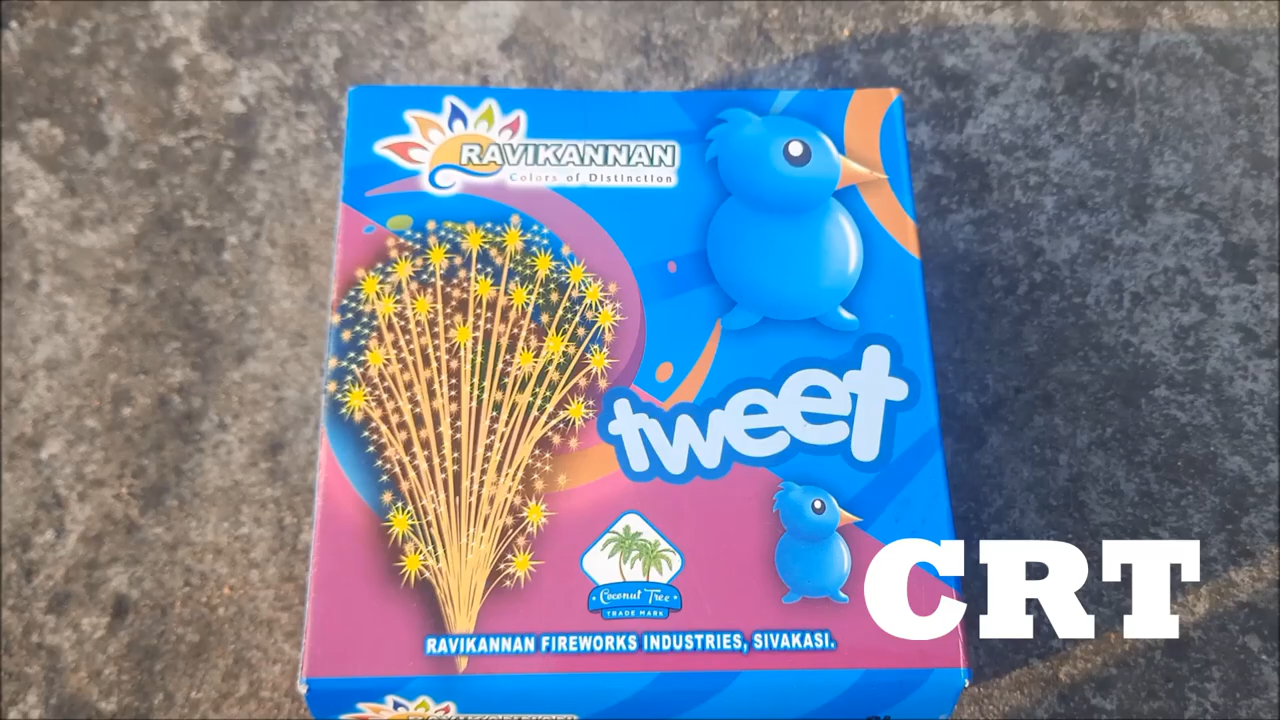 RAVIKANNAN
Colors of Distinction
tweet
Coconut Tree
TRADE MARK
RAVIKANNAN FIREWORKS INDUSTRIES, SIVAKASI.
CRT